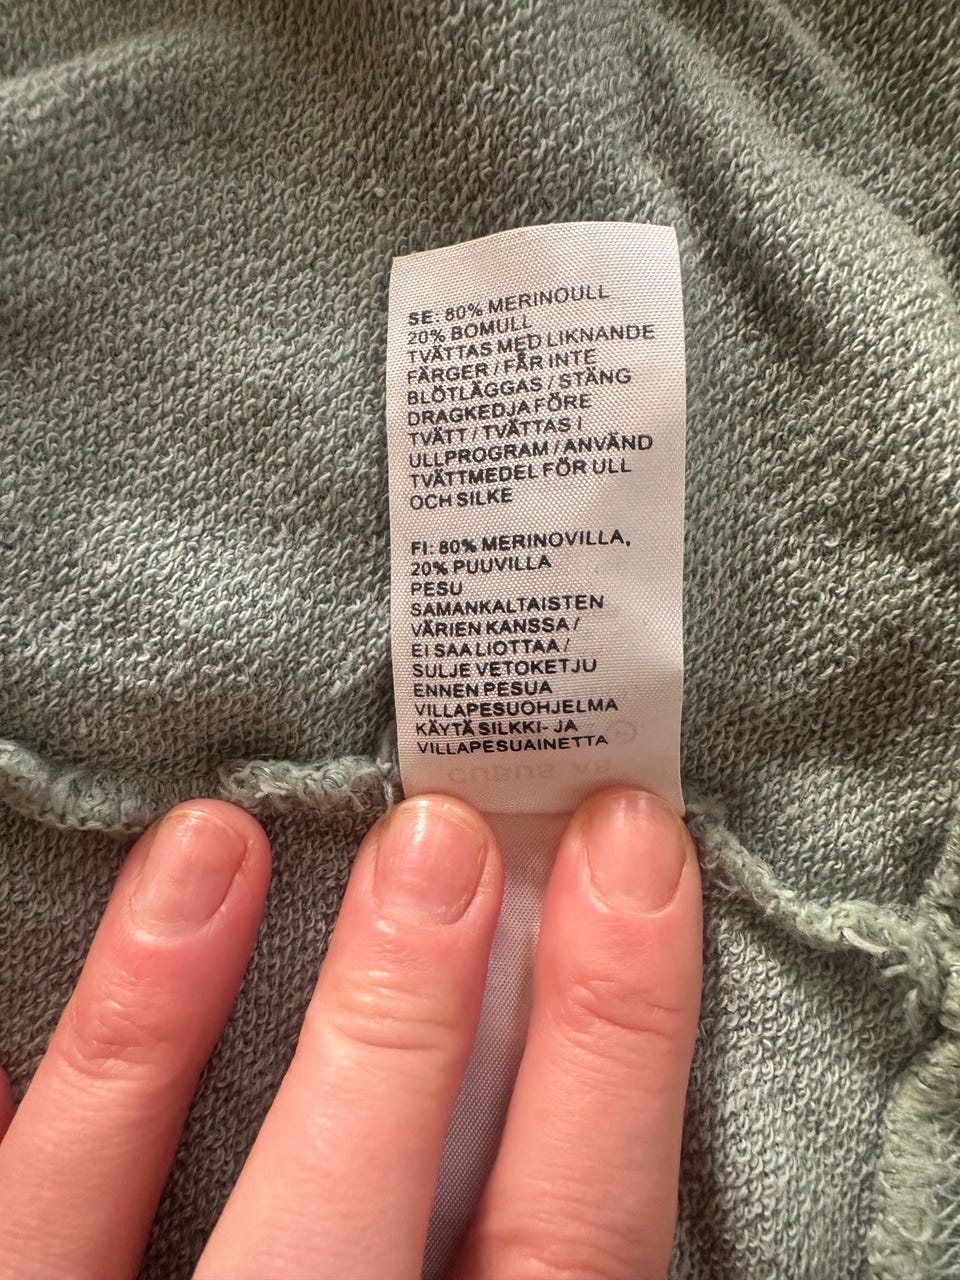 SE: 80% MERINOULL
20% BOMULL
TVÄTTAS MED LIKNANDE
FÄRGER / FÅR INTE
BLÖTLÄGGAS / STÄNG
DRAGKEDJA FÖRE
TVÄTT / TVÄTTAS I
ULLPROGRAM / ANVÄND
TVÄTTMEDEL FÖR ULL
OCH SILKE
FI: 80% MERINOVILLA,
20% PUUVILLA
PESU
SAMANKALTAISTEN
VÄRIEN KANSSA /
EI SAA LIOTTAA /
SULJE VETOKETJU
ENNEN PESUA
VILLAPESUOHJELMA
KÄYTÄ SILKKI- JA
VILLAPESUAINETTA